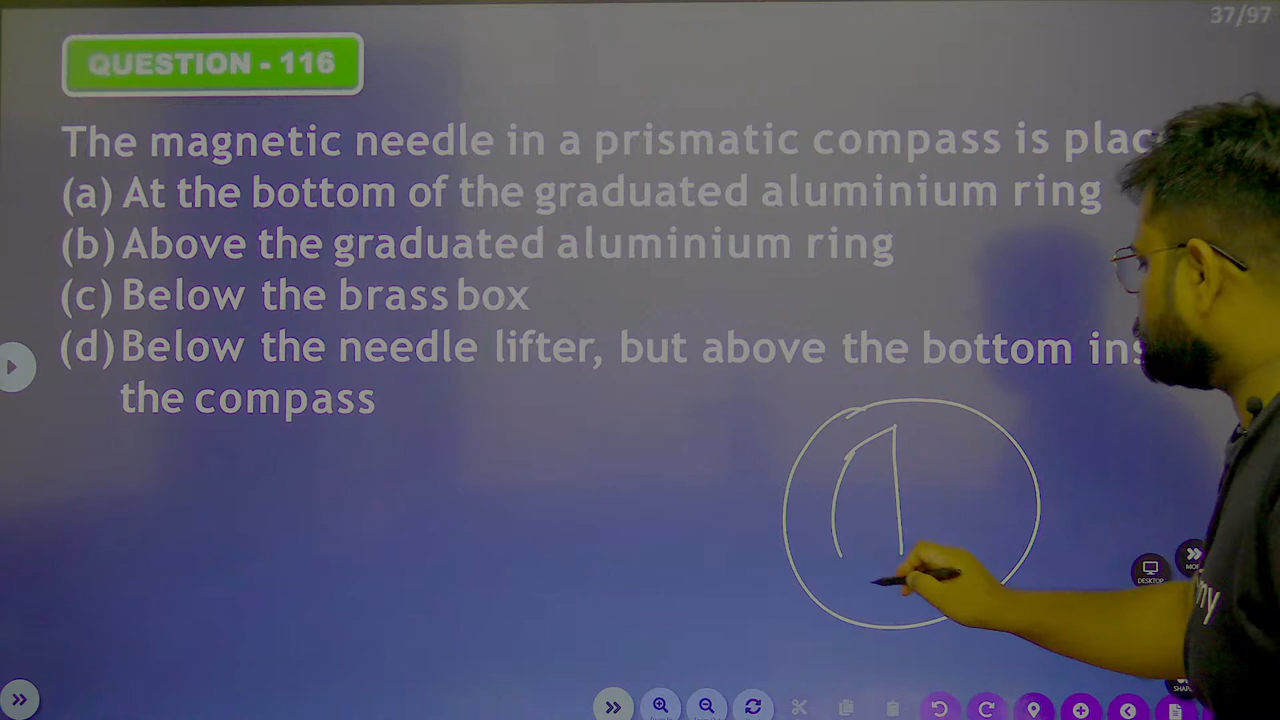 37/97
QUESTION - 116
The magnetic needle in a prismatic compass is
(a) At the bottom of the graduated aluminium ring
(b) Above the graduated aluminium ring
(c) Below the brass box
(d) Below the needle lifter, but above the bottom
the compass
DESKTOP